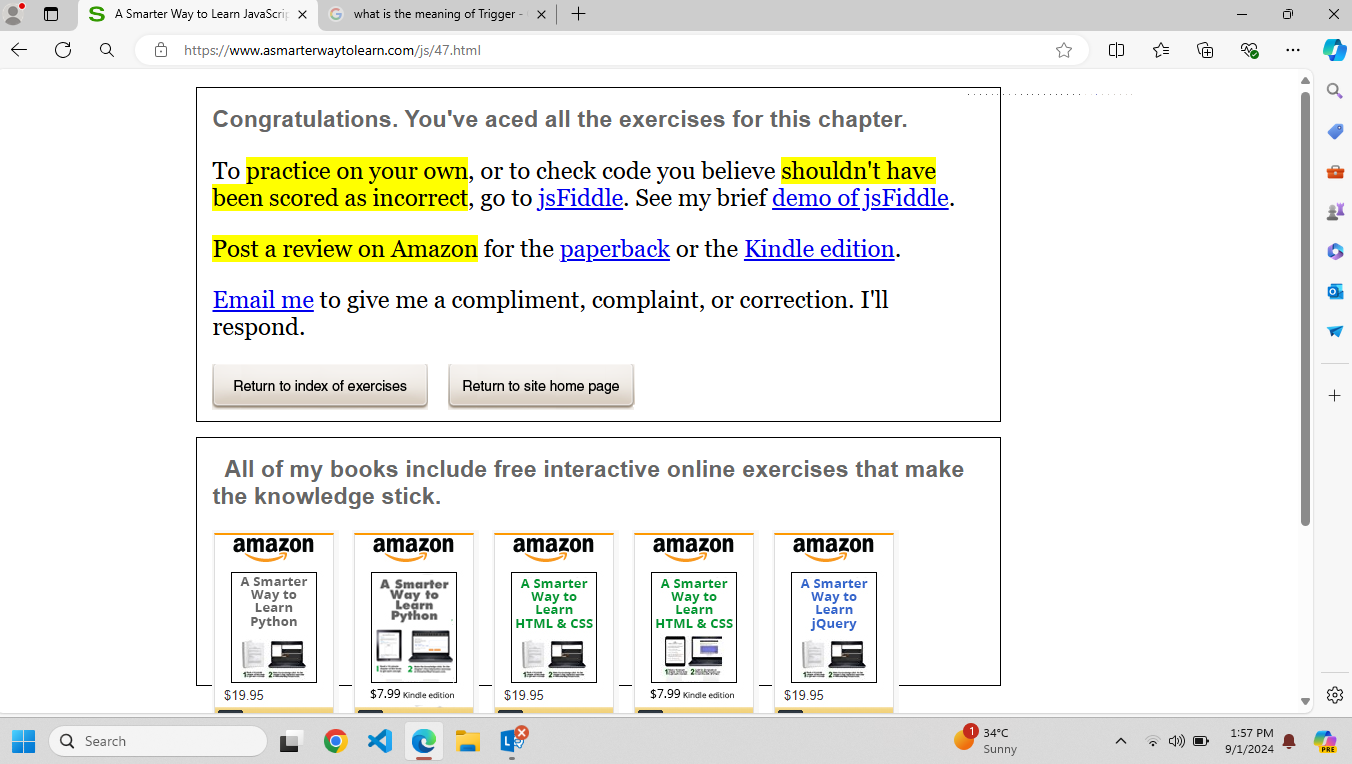 A Smarter Way to Learn JavaScrip
what is the meaning of Trigger -
https://www.asmarterwaytolearn.com/js/47.html
Congratulations. You've aced all the exercises for this chapter.
To practice on your own, or to check code you believe shouldn't have
been scored as incorrect, go to jsFiddle. See my brief demo of jsFiddle.
Post a review on Amazon for the paperback or the Kindle edition.
Email me to give me a compliment, complaint, or correction. I'll
respond.
Return to index of exercises Return to site home page
All of my books include free interactive online exercises that make
the knowledge stick.
amazon amazon amazon amazon amazon
A Smarter A Smarter A Smarter A Smarter A Smarter
Way to Way to Way to Way to Way to
Learn Learn Learn Learn Learn
Python Python HTML & CSS HTML & CSS jQuery
$19.95 $7.99 Kindle edition $19.95 $7.99 Kindle edition $19.95
Search
1
34°C
Sunny
1:57 PM
9/1/2024
PRE